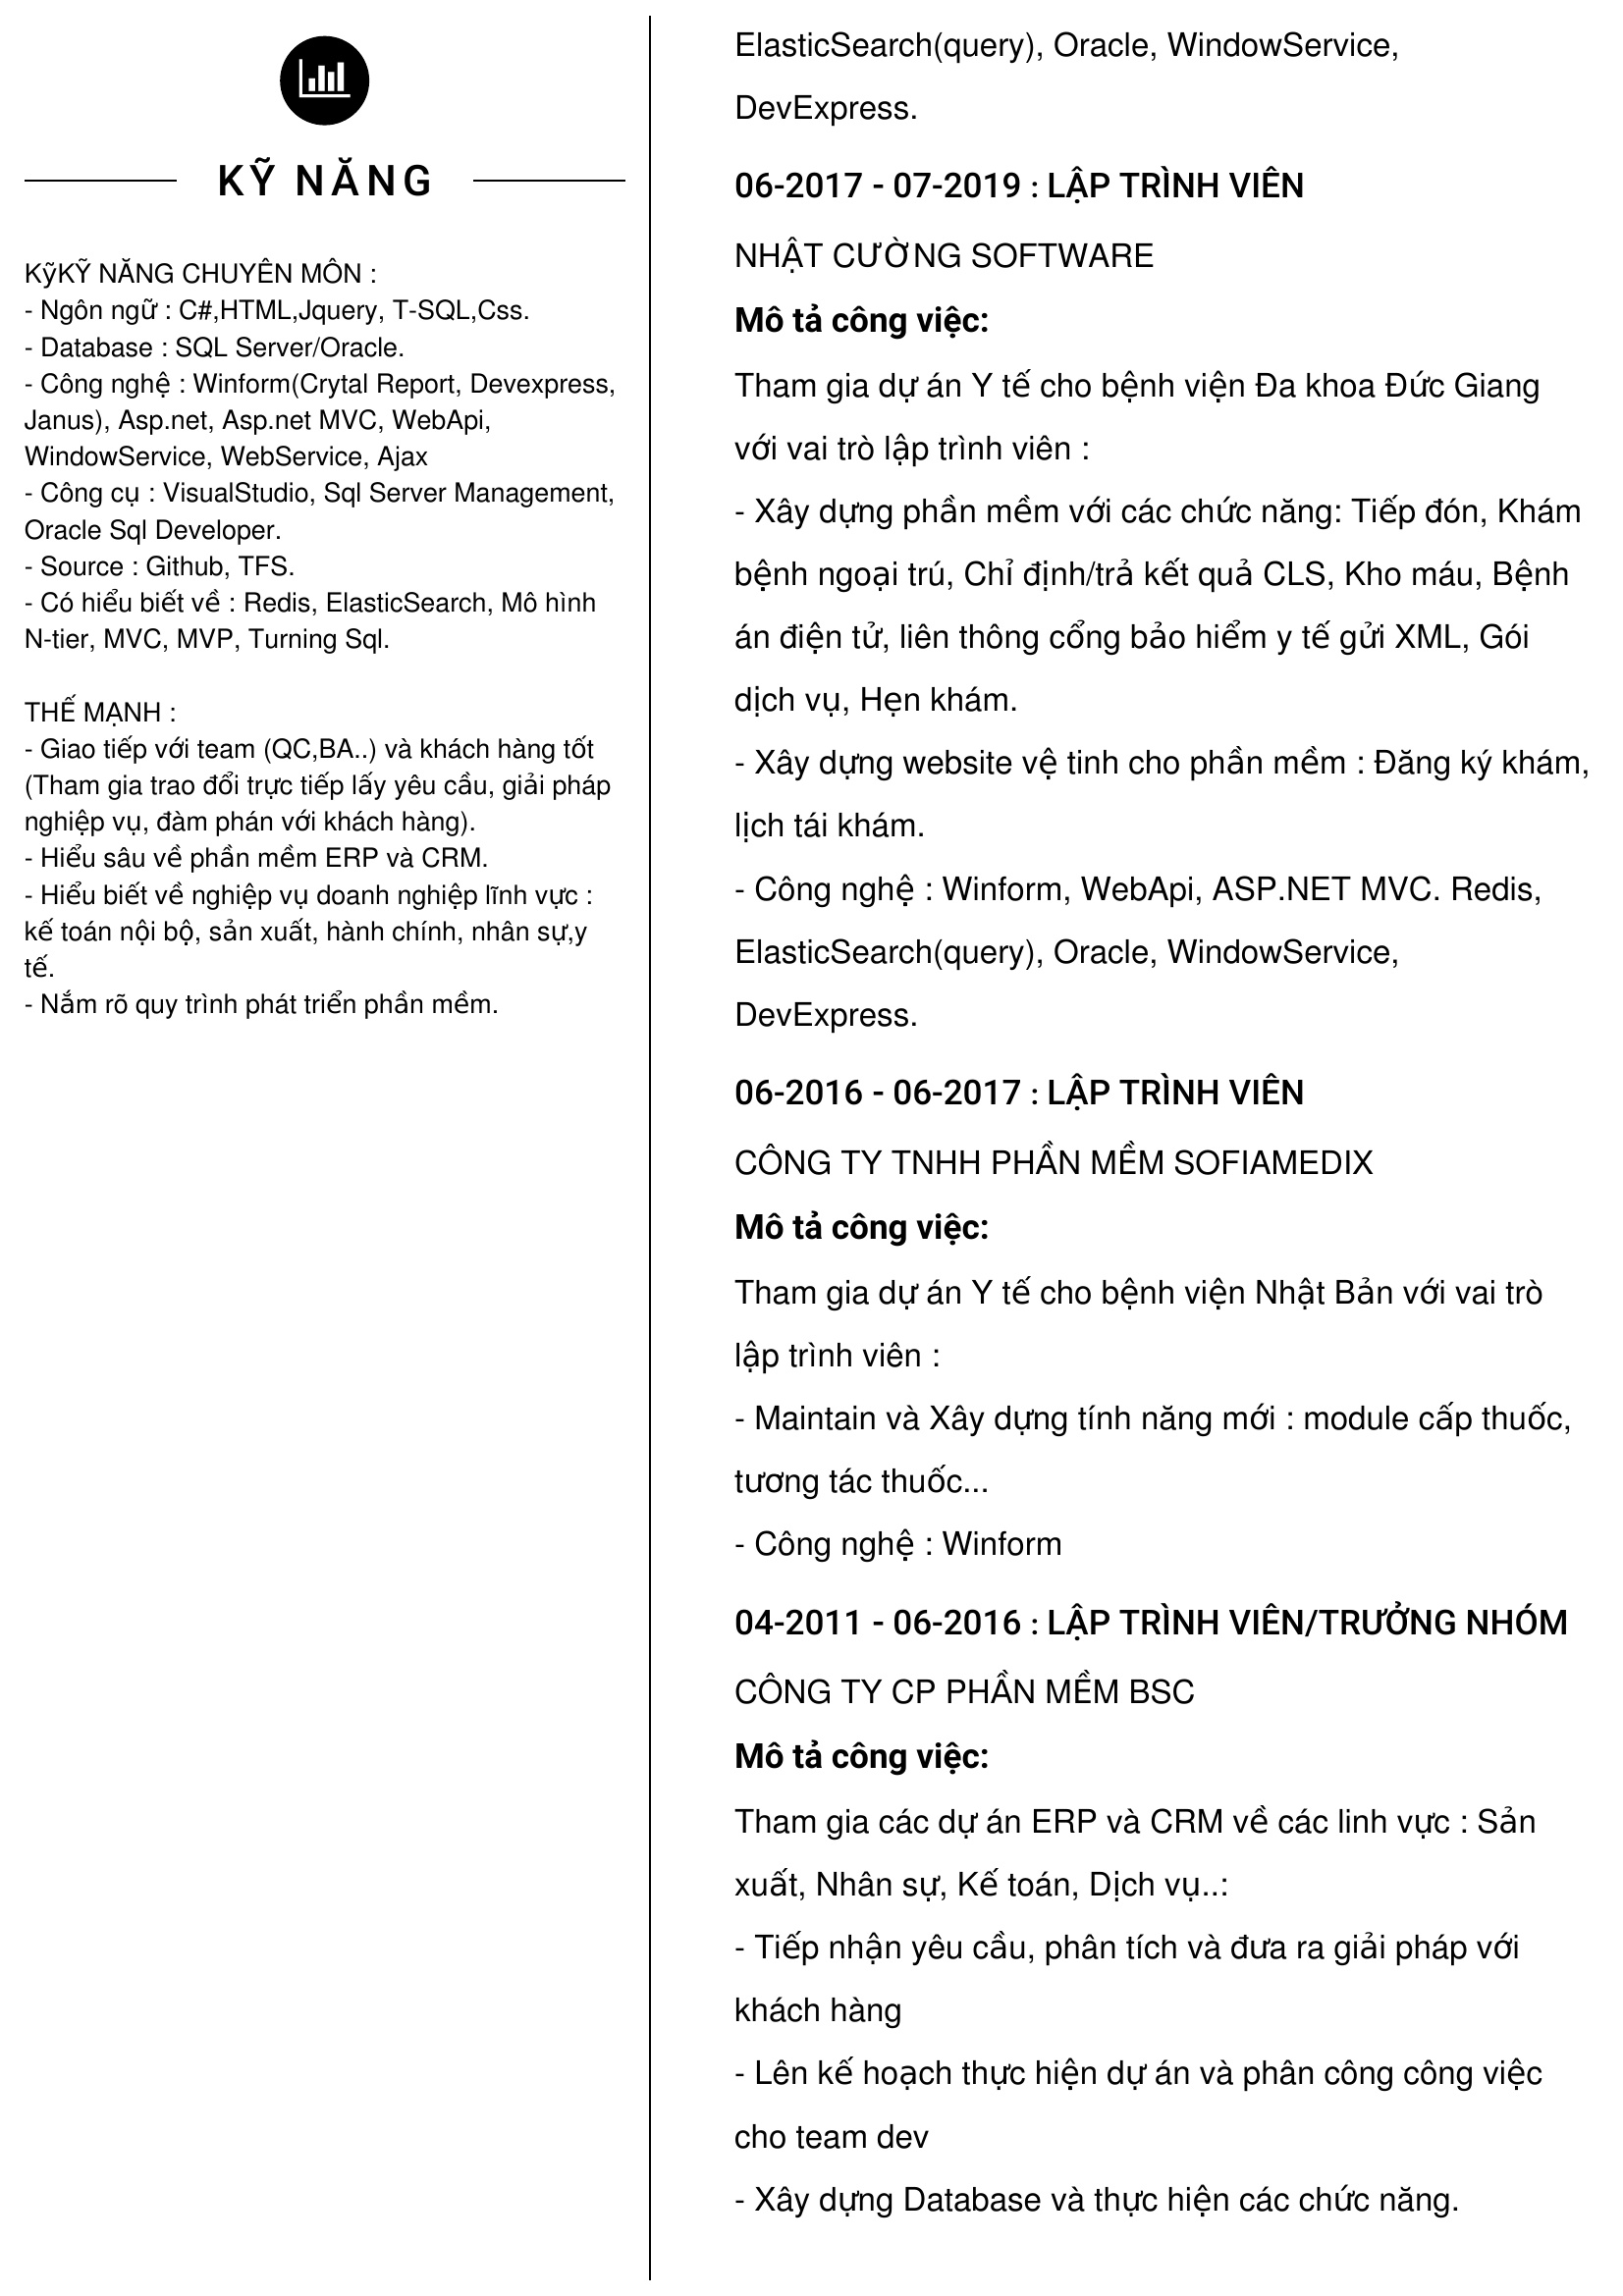 KỸ NĂNG
KỹKỸ NĂNG CHUYÊN MÔN :
- Ngôn ngữ : C#,HTML,Jquery, T-SQL,Css.
- Database : SQL Server/Oracle.
- Công nghệ : Winform(Crytal Report, Devexpress,
Janus), Asp.net, Asp.net MVC, WebApi,
WindowService, WebService, Ajax
- Công cụ : VisualStudio, Sql Server Management,
Oracle Sql Developer.
- Source : Github, TFS.
- Có hiểu biết về : Redis, ElasticSearch, Mô hình
N-tier, MVC, MVP, Turning Sql.
THẾ MẠNH :
- Giao tiếp với team (QC,BA..) và khách hàng tốt
(Tham gia trao đổi trực tiếp lấy yêu cầu, giải pháp
nghiệp vụ, đàm phán với khách hàng).
- Hiểu sâu về phần mềm ERP và CRM.
- Hiểu biết về nghiệp vụ doanh nghiệp lĩnh vực :
kế toán nội bộ, sản xuất, hành chính, nhân sự,y
tế.
- Nắm rõ quy trình phát triển phần mềm.
ElasticSearch(query), Oracle, WindowService,
DevExpress.
06-2017 - 07-2019 : LẬP TRÌNH VIÊN
NHẬT CƯỜNG SOFTWARE
Mô tả công việc:
Tham gia dự án Y tế cho bệnh viện Đa khoa Đức Giang
với vai trò lập trình viên :
- Xây dựng phần mềm với các chức năng: Tiếp đón, Khám
bệnh ngoại trú, Chỉ định/trả kết quả CLS, Kho máu, Bệnh
án điện tử, liên thông cổng bảo hiểm y tế gửi XML, Gói
dịch vụ, Hẹn khám.
- Xây dựng website vệ tinh cho phần mềm : Đăng ký khám,
lịch tái khám.
- Công nghệ : Winform, WebApi, ASP.NET MVC. Redis,
ElasticSearch(query), Oracle, WindowService,
DevExpress.
06-2016 - 06-2017 : LẬP TRÌNH VIÊN
CÔNG TY TNHH PHẦN MỀM SOFIAMEDIX
Mô tả công việc:
Tham gia dự án Y tế cho bệnh viện Nhật Bản với vai trò
lập trình viên :
- Maintain và Xây dựng tính năng mới : module cấp thuốc,
tương tác thuốc...
- Công nghệ : Winform
04-2011 - 06-2016 : LẬP TRÌNH VIÊN/TRƯỞNG NHÓM
CÔNG TY CP PHẦN MỀM BSC
Mô tả công việc:
Tham gia các dự án ERP và CRM về các linh vực : Sản
xuất, Nhân sự, Kế toán, Dịch vụ..:
- Tiếp nhận yêu cầu, phân tích và đưa ra giải pháp với
khách hàng
- Lên kế hoạch thực hiện dự án và phân công công việc
cho team dev
- Xây dựng Database và thực hiện các chức năng.